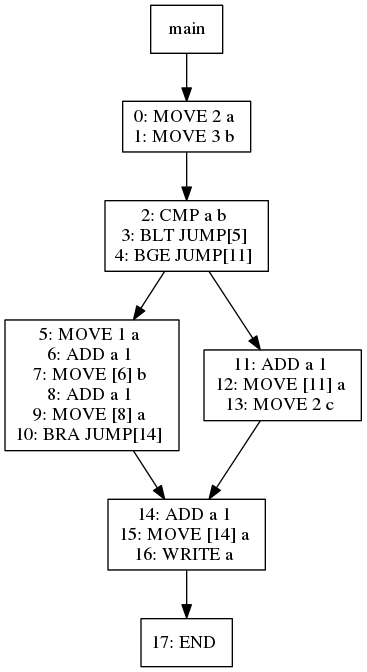 main
0: MOVE 2 a
1: MOVE 3 b
2: CMP a b
3: BLT JUMP[5]
4: BGE JUMP[11]
5: MOVE 1 a
6: ADD a 1
7: MOVE [6] b
8: ADD a 1
9: MOVE [8] a
10: BRA JUMP[14]
11: ADD a 1
12: MOVE [11] a
13: MOVE 2 c
14: ADD a 1
15: MOVE [14] a
16: WRITE a
17: END